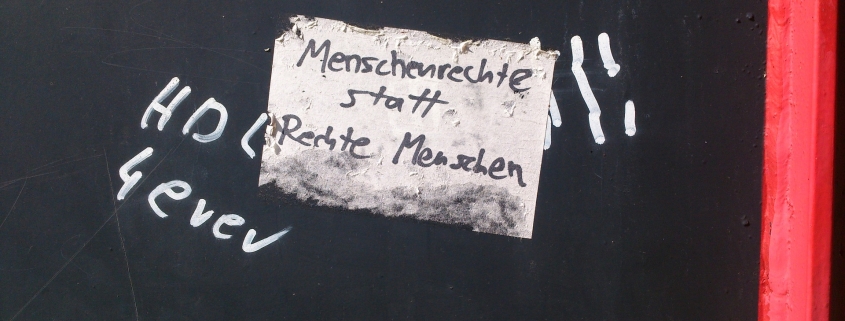 Menschenrechte
statt
Rechte Menschen
HDL
4ever